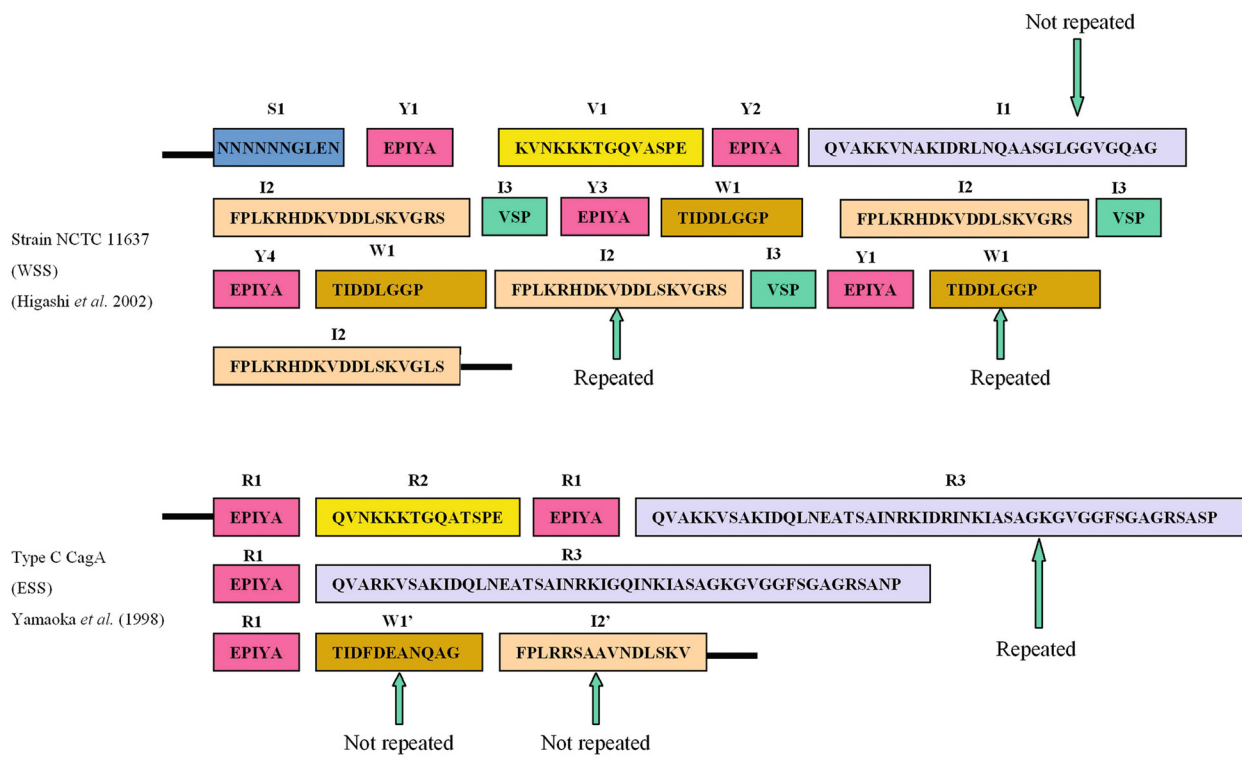 Not repeated
S1 Y1 V1 Y2 I1
NNNNNNGLEN EPIYA KVNKKKTGQVASPE EPIYA QVAKKVNAKIDRLNQAASGLGGVGQAG
I2 I3 Y3 W1 I2 I3
FPLKRHDKVDDLSKVGRS VSP EPIYA TIDDLGGP FPLKRHDKVDDLSKVGRS VSP
Strain NCTC 11637
(WSS)
(Higashi et al. 2002)
Y4 W1 I2 I3 Y1 W1
EPIYA TIDDLGGP FPLKRHDKVDDLSKVGRS VSP EPIYA TIDDLGGP
I2
FPLKRHDKVDDLSKVGLS
Repeated Repeated
R1 R2 R1 R3
EPIYA QVNKKKTGQATSPE EPIYA QVAKKVSAKIDQLNEATSAINRKIDRINKIASAGKGVGGFSGAGRSASP
Type C CagA
(ESS)
Yamaoka et al. (1998)
R1 R3
EPIYA QVARKVSAKIDQLNEATSAINRKIGQINKIASAGKGVGGFSGAGRSANP
R1 W1' I2'
EPIYA TIDFDEANQAG FPLRRSAAVNDLSKV
Repeated
Not repeated Not repeated